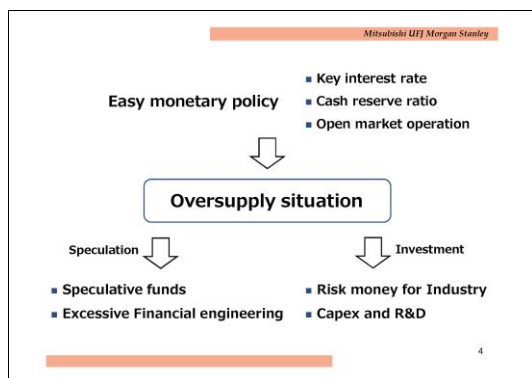 Mitsubishi UFJ Morgan Stanley
Easy monetary policy
Key interest rate
Cash reserve ratio
Open market operation
Oversupply situation
Speculation
Investment
Speculative funds
Excessive Financial engineering
Risk money for Industry
Capex and R&D
4